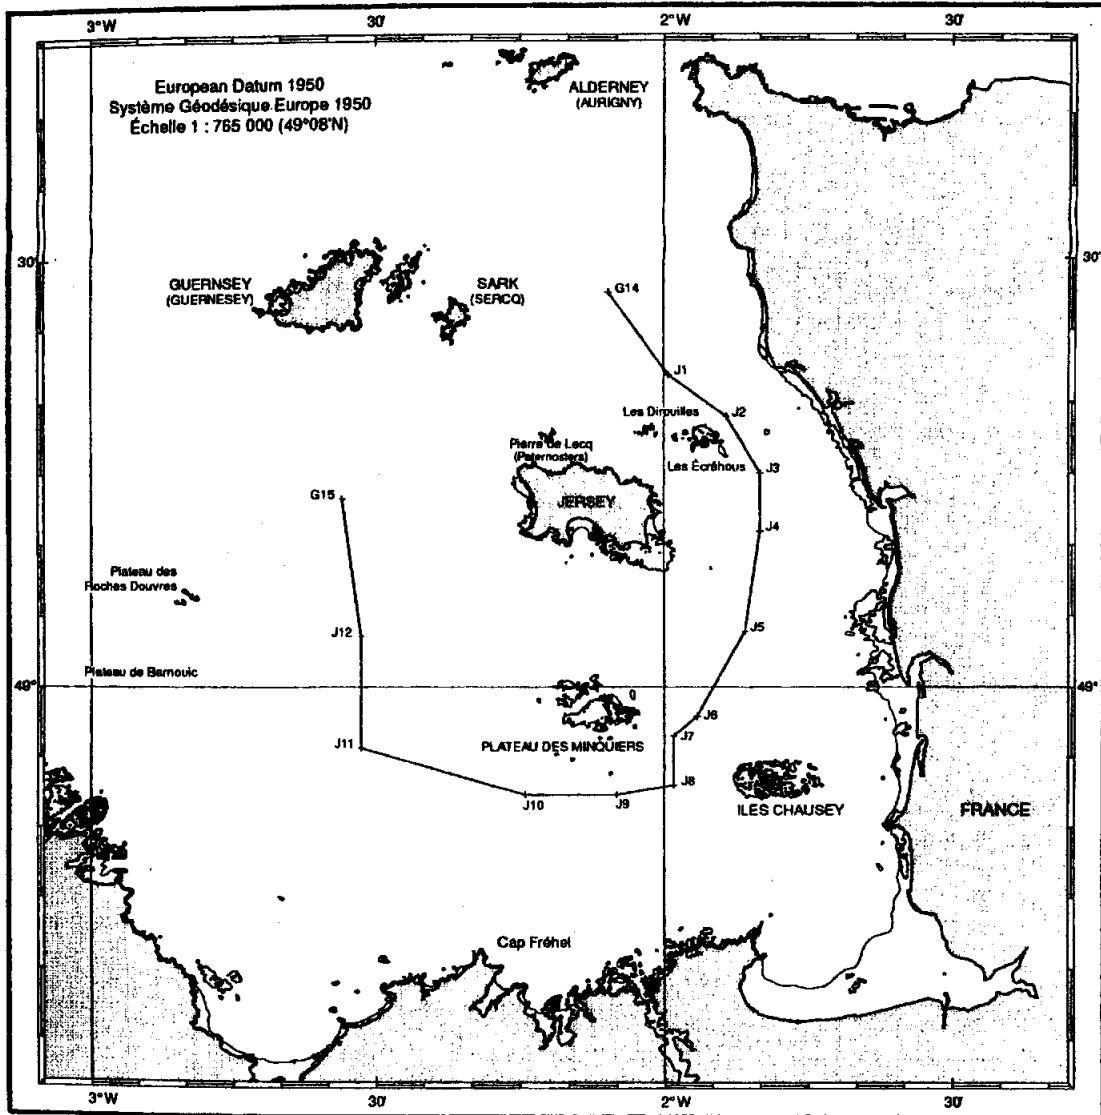 3°W
30'
2°W
30'
European Datum 1950
Système Géodésique Europe 1950
Échelle 1 : 765 000 (49°08'N)
ALDERNEY
(AURIGNY)
30'
30'
GUERNSEY
(GUERNESEY)
SARK
(SERCQ)
G14
J1
Les Dirouilles
J2
Pierre de Lecq
(Paternosters)
Les Écréhous
J3
G15
JERSEY
J4
Plateau des
Roches Douvres
J12
J5
Plateau de Barnouic
49°
J6
J7
J11
PLATEAU DES MINQUIERS
J8
J10
J9
ILES CHAUSEY
FRANCE
Cap Fréhel
3°W
30'
2°W
30'